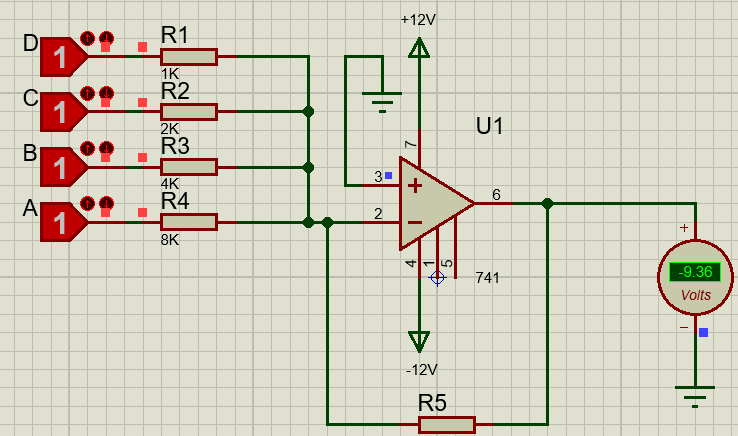 +12V
D
1
R1
1K
C
1
R2
2K
B
1
R3
4K
A
1
R4
8K
U1
7
3
2
6
4
1
5
741
+
−
+
-9.36
Volts
−
-12V
R5